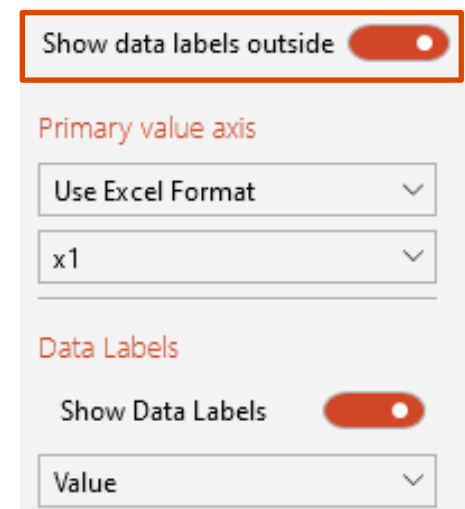 Show data labels outside
Primary value axis
Use Excel Format
x1
Data Labels
Show Data Labels
Value